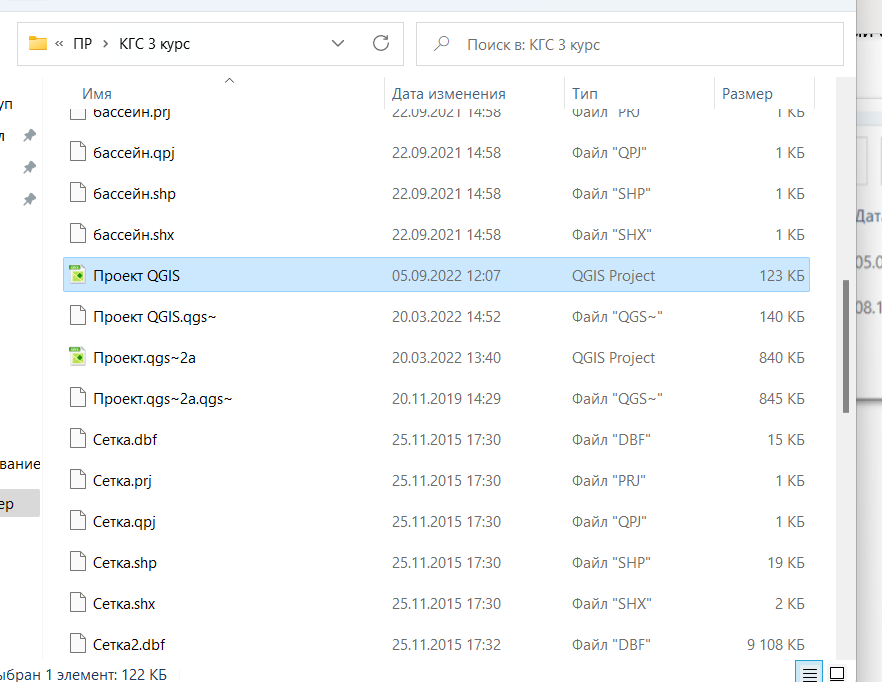 « ПР › КГС 3 курс
Поиск в: КГС 3 курс
Имя Дата изменения Тип Размер
бассейн.prj 22.09.2021 14:58 Файл "PRJ" 1 КБ
бассейн.qpj 22.09.2021 14:58 Файл "QPJ" 1 КБ
бассейн.shp 22.09.2021 14:58 Файл "SHP" 1 КБ
бассейн.shx 22.09.2021 14:58 Файл "SHX" 1 КБ
Проект QGIS 05.09.2022 12:07 QGIS Project 123 КБ
Проект QGIS.qgs~ 20.03.2022 14:52 Файл "QGS~" 140 КБ
Проект.qgs~2a 20.03.2022 13:40 QGIS Project 840 КБ
Проект.qgs~2a.qgs~ 20.11.2019 14:29 Файл "QGS~" 845 КБ
Сетка.dbf 25.11.2015 17:30 Файл "DBF" 15 КБ
Сетка.prj 25.11.2015 17:30 Файл "PRJ" 1 КБ
Сетка.qpj 25.11.2015 17:30 Файл "QPJ" 1 КБ
Сетка.shp 25.11.2015 17:30 Файл "SHP" 19 КБ
Сетка.shx 25.11.2015 17:30 Файл "SHX" 2 КБ
Сетка2.dbf 25.11.2015 17:32 Файл "DBF" 9 108 КБ
уп
л
вание
ер
ыбран 1 элемент: 122 КБ
Дат
05.0
08.1